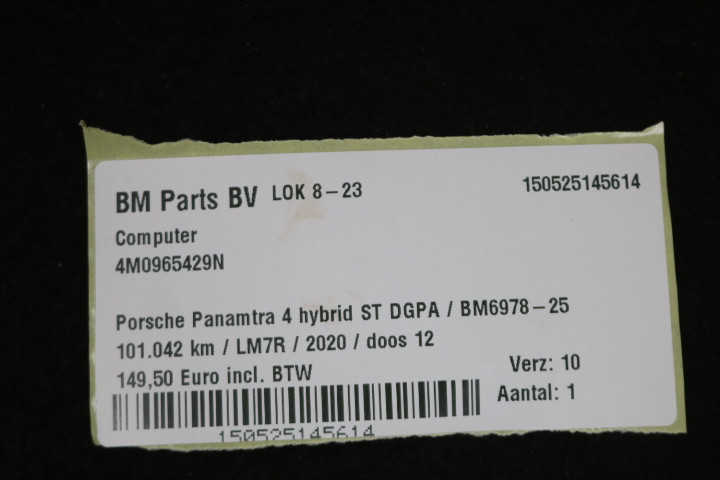 BM Parts BV LOK 8-23 150525145614
Computer
4M0965429N
Porsche Panamtra 4 hybrid ST DGPA / BM6978-25
101.042 km / LM7R / 2020 / doos 12
149,50 Euro incl. BTW Verz: 10
Aantal: 1
150525145614